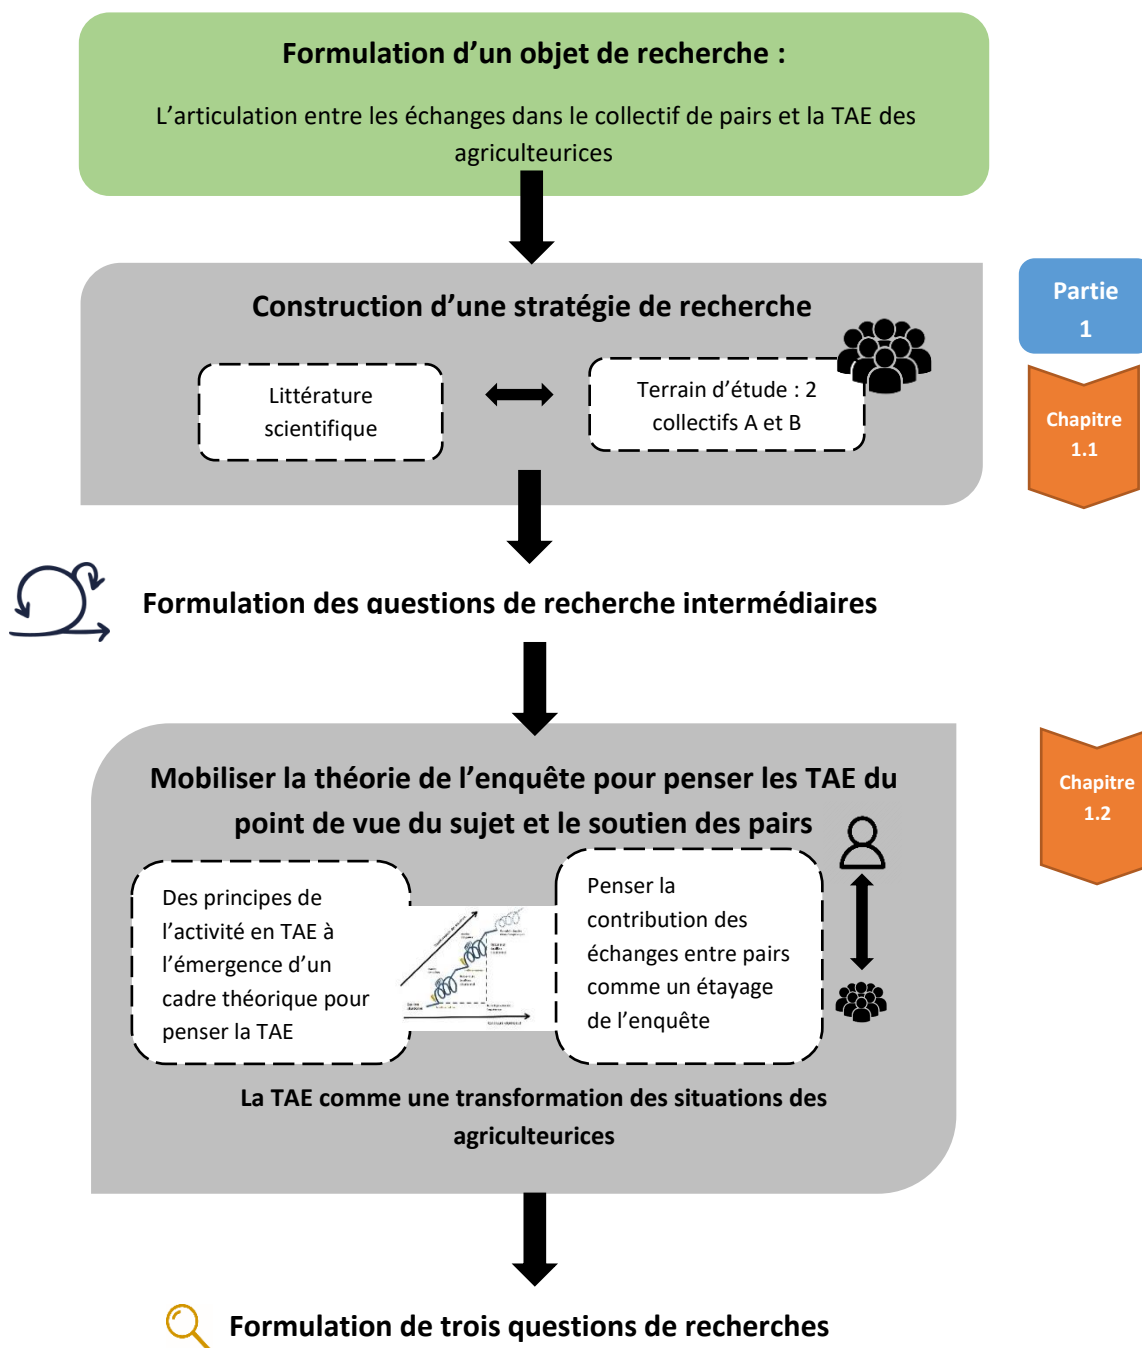 Formulation d’un objet de recherche :
L’articulation entre les échanges dans le collectif de pairs et la TAE des
agriculteurices
Construction d’une stratégie de recherche
Littérature
scientifique
Terrain d’étude : 2
collectifs A et B
Partie
1
Chapitre
1.1
Formulation des questions de recherche intermédiaires
Mobiliser la théorie de l’enquête pour penser les TAE du
point de vue du sujet et le soutien des pairs
Des principes de
l’activité en TAE à
l’émergence d’un
cadre théorique pour
penser la TAE
Penser la
contribution des
échanges entre pairs
comme un étayage
de l’enquête
La TAE comme une transformation des situations des
agriculteurices
Chapitre
1.2
Formulation de trois questions de recherches